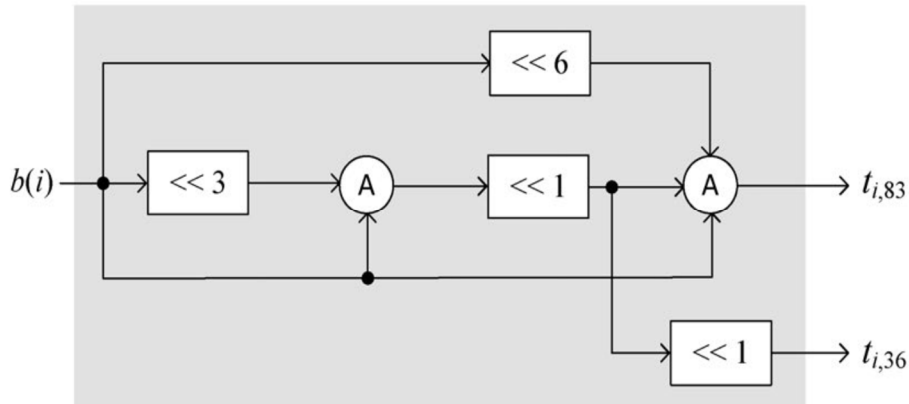 << 6
b(i)
<< 3
A
<< 1
A
t_{i,83}
<< 1
t_{i,36}